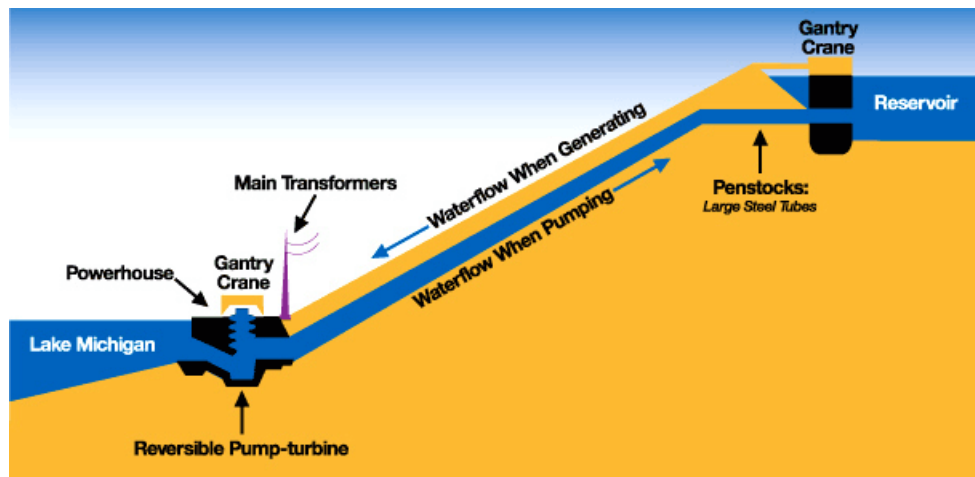 Gantry
Crane
Reservoir
Waterflow When Generating
Main Transformers
Penstocks:
Large Steel Tubes
Waterflow When Pumping
Gantry
Crane
Powerhouse
Lake Michigan
Reversible Pump-turbine